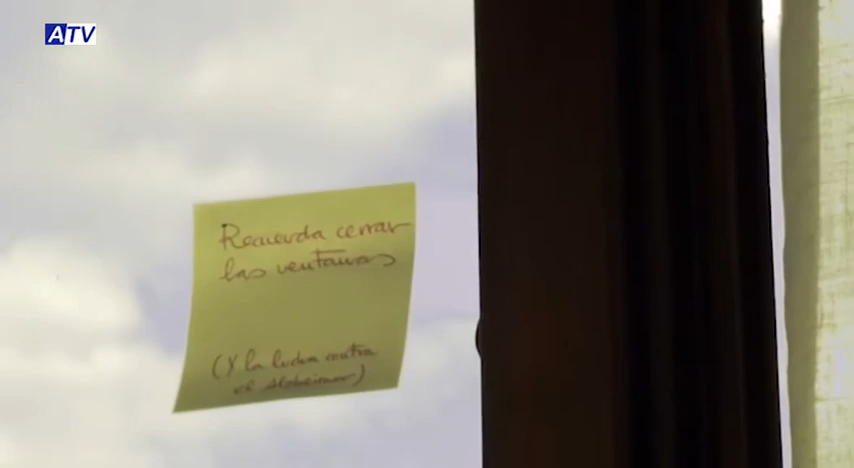 ATV
Recuerda cerrar
las ventanas
(Y la lucha contra
el Alzheimer)